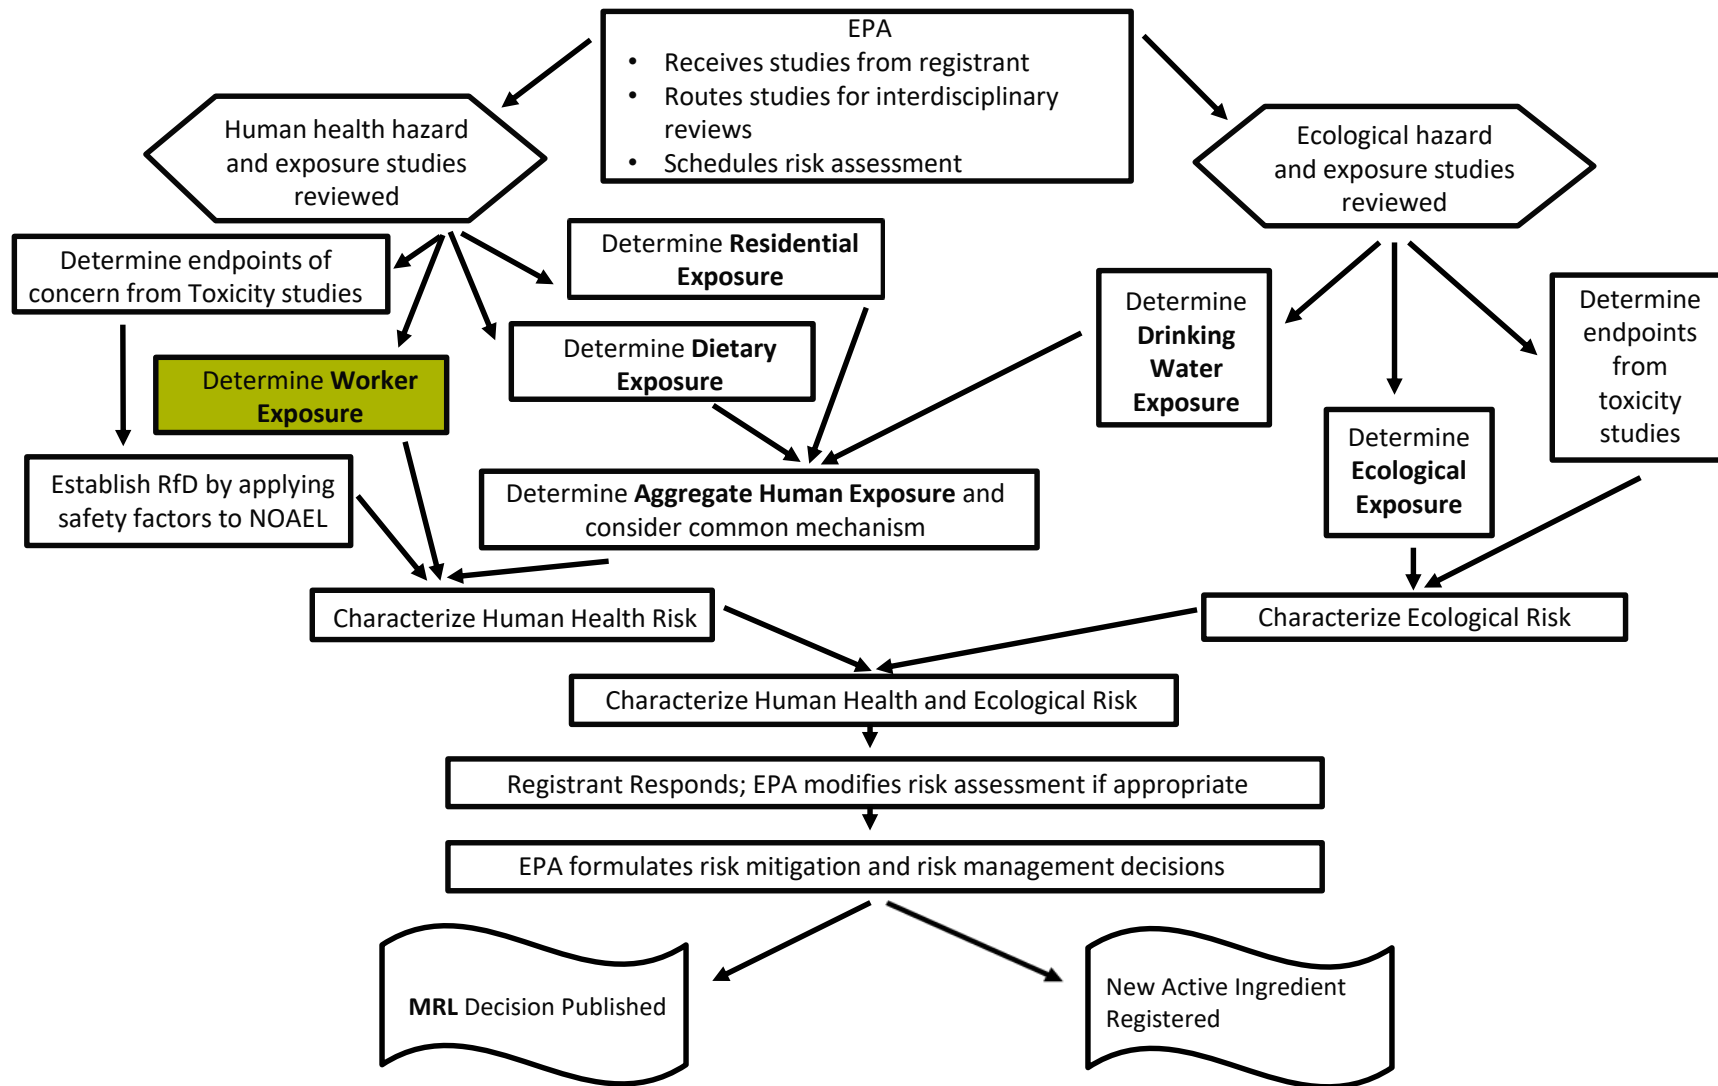 EPA
• Receives studies from registrant
• Routes studies for interdisciplinary
reviews
• Schedules risk assessment
Human health hazard
and exposure studies
reviewed
Ecological hazard
and exposure studies
reviewed
Determine endpoints of
concern from Toxicity studies
Determine Residential
Exposure
Determine Worker
Exposure
Determine Dietary
Exposure
Determine
Drinking
Water
Exposure
Determine
Ecological
Exposure
Determine
endpoints
from
toxicity
studies
Establish RfD by applying
safety factors to NOAEL
Determine Aggregate Human Exposure and
consider common mechanism
Characterize Human Health Risk
Characterize Ecological Risk
Characterize Human Health and Ecological Risk
Registrant Responds; EPA modifies risk assessment if appropriate
EPA formulates risk mitigation and risk management decisions
MRL Decision Published
New Active Ingredient
Registered